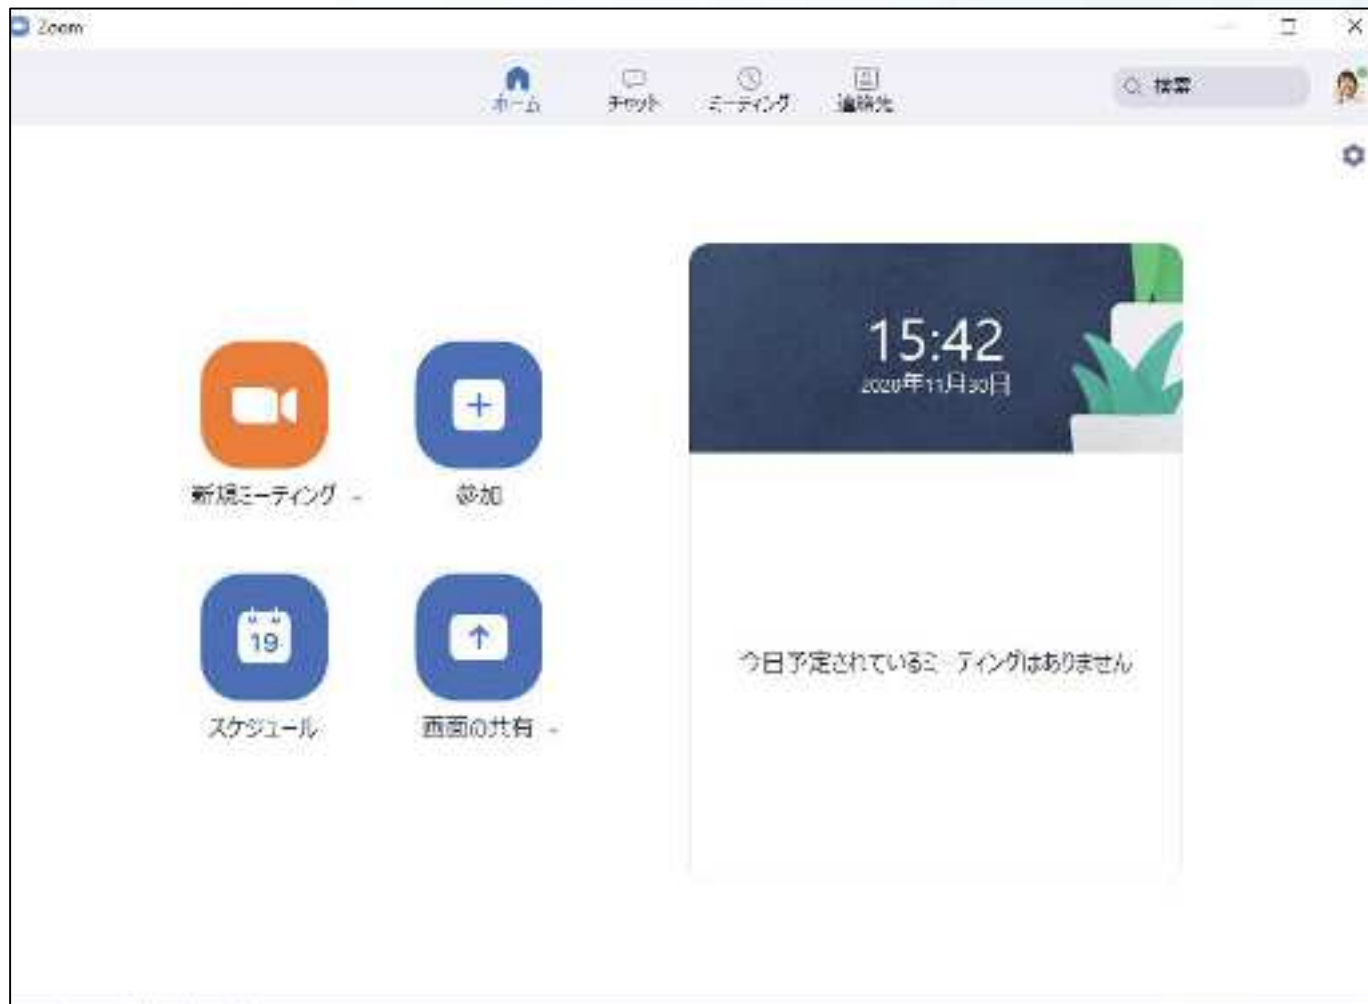 Zoom
ホーム
チャット
ミーティング
連絡先
検索
15:42
2020年11月30日
新規ミーティング
参加
19
スケジュール
画面の共有
今日予定されているミーティングはありません